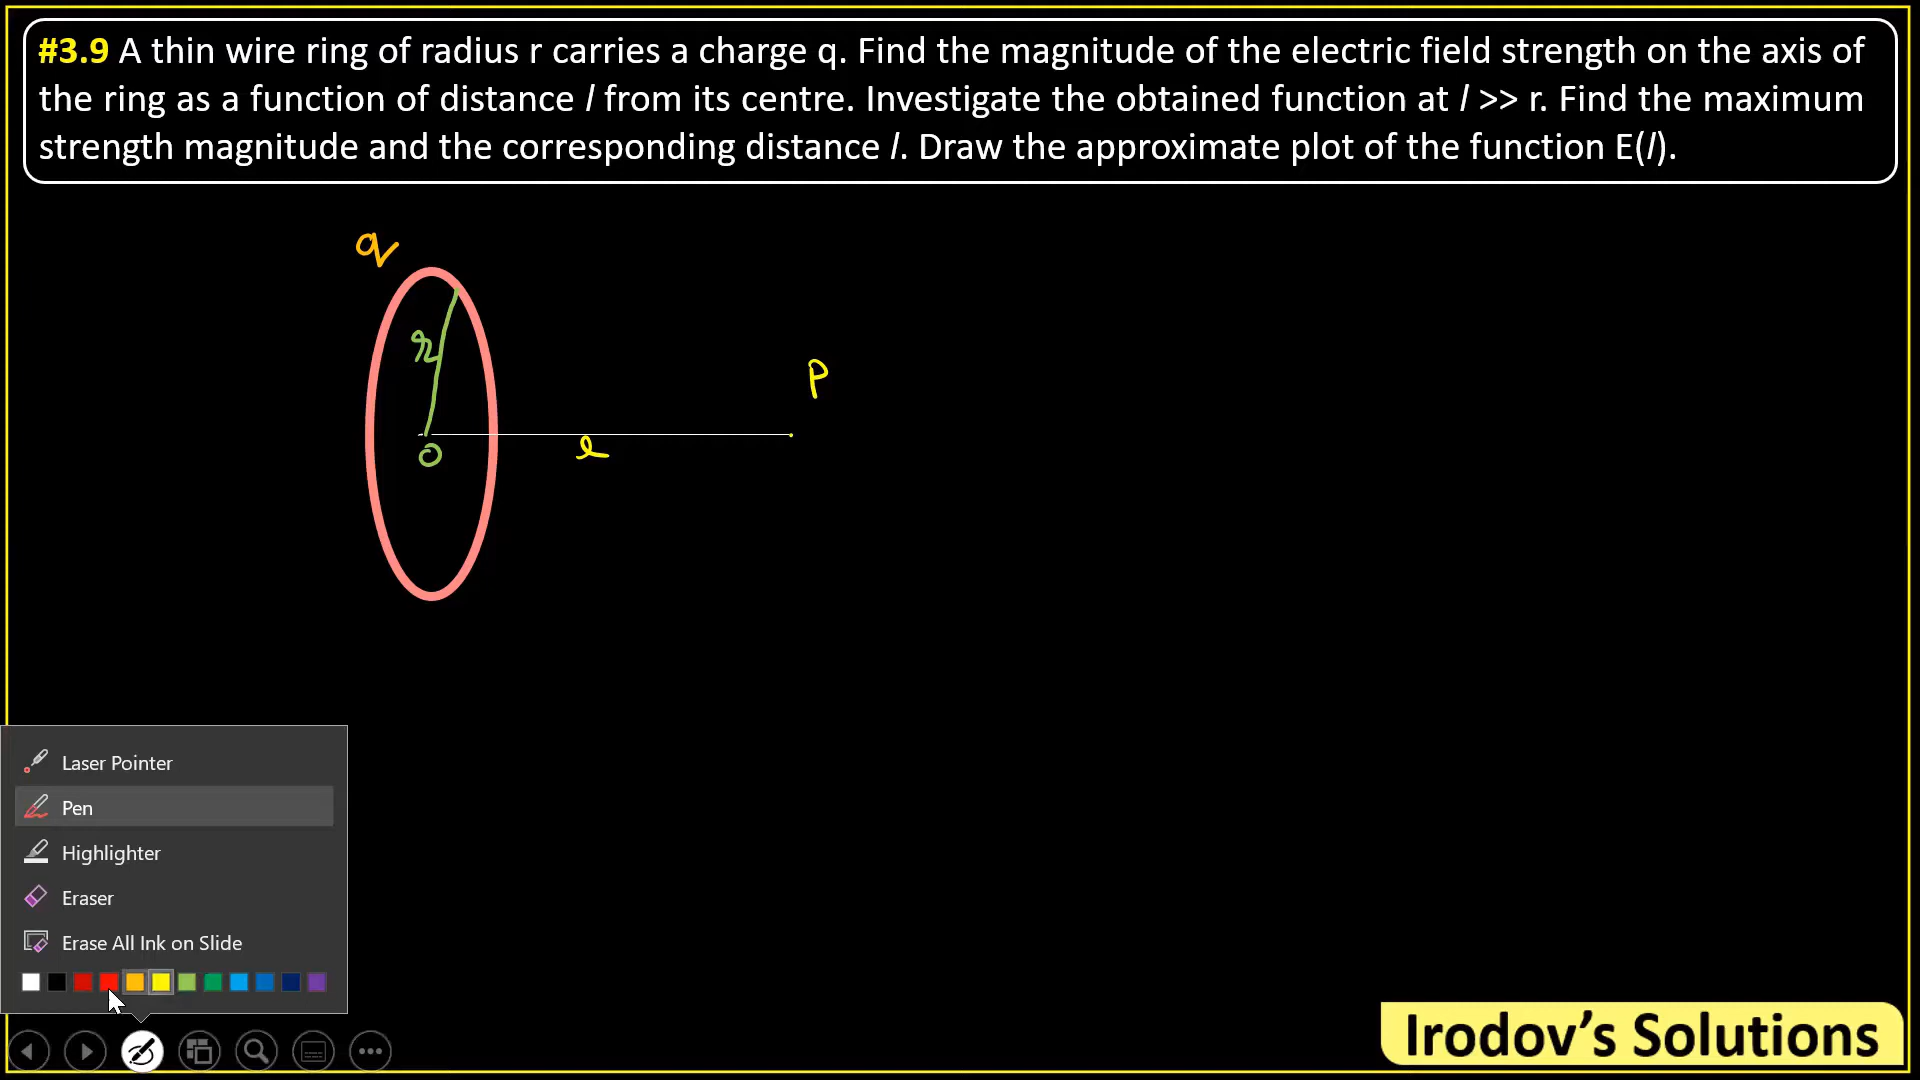 #3.9 A thin wire ring of radius r carries a charge q. Find the magnitude of the electric field strength on the axis of
the ring as a function of distance l from its centre. Investigate the obtained function at l >> r. Find the maximum
strength magnitude and the corresponding distance l. Draw the approximate plot of the function E(l).
q
r
P
O
l
Laser Pointer
Pen
Highlighter
Eraser
Erase All Ink on Slide
Irodov's Solutions